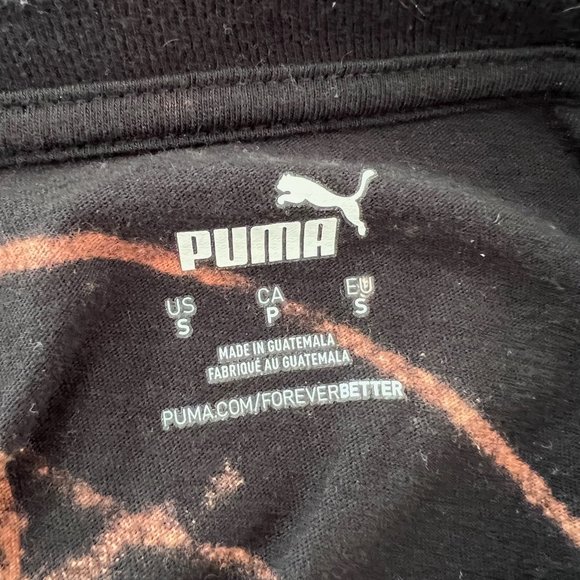 PUMA
US CA EU
S P S
MADE IN GUATEMALA
FABRIQUÉ AU GUATEMALA
PUMA.COM/FOREVERBETTER